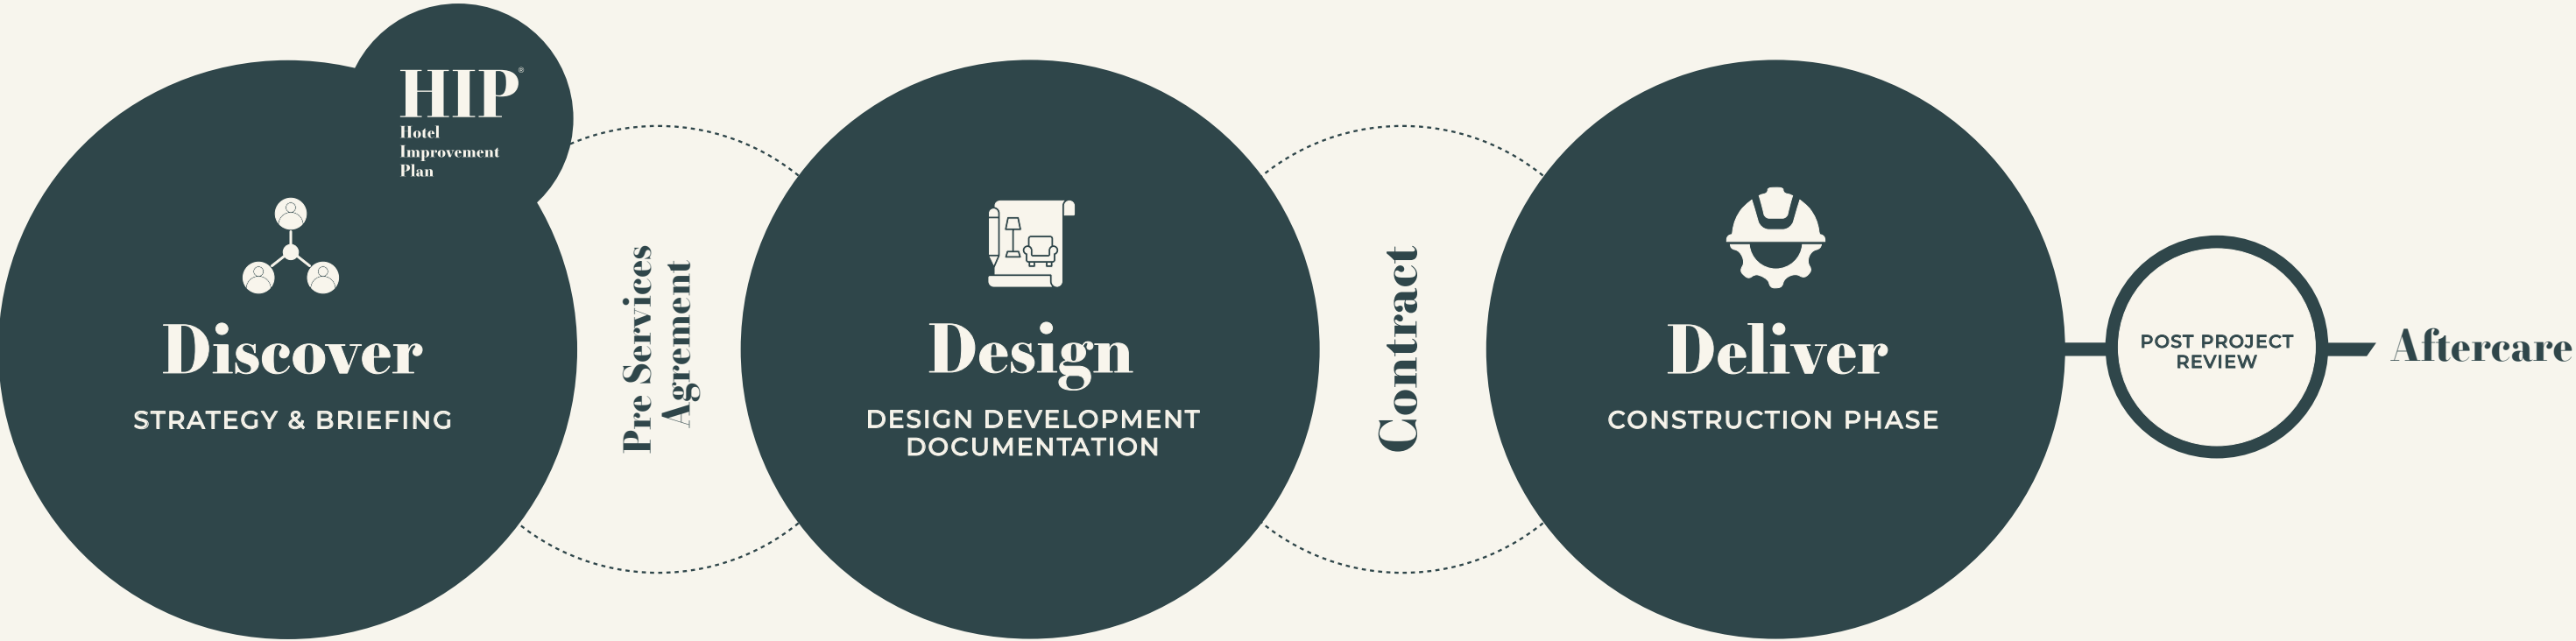 HIP®
Hotel
Improvement
Plan
Discover
STRATEGY & BRIEFING
Pre Services
Agrement
Design
DESIGN DEVELOPMENT
DOCUMENTATION
Contract
Deliver
CONSTRUCTION PHASE
POST PROJECT
REVIEW
Aftercare